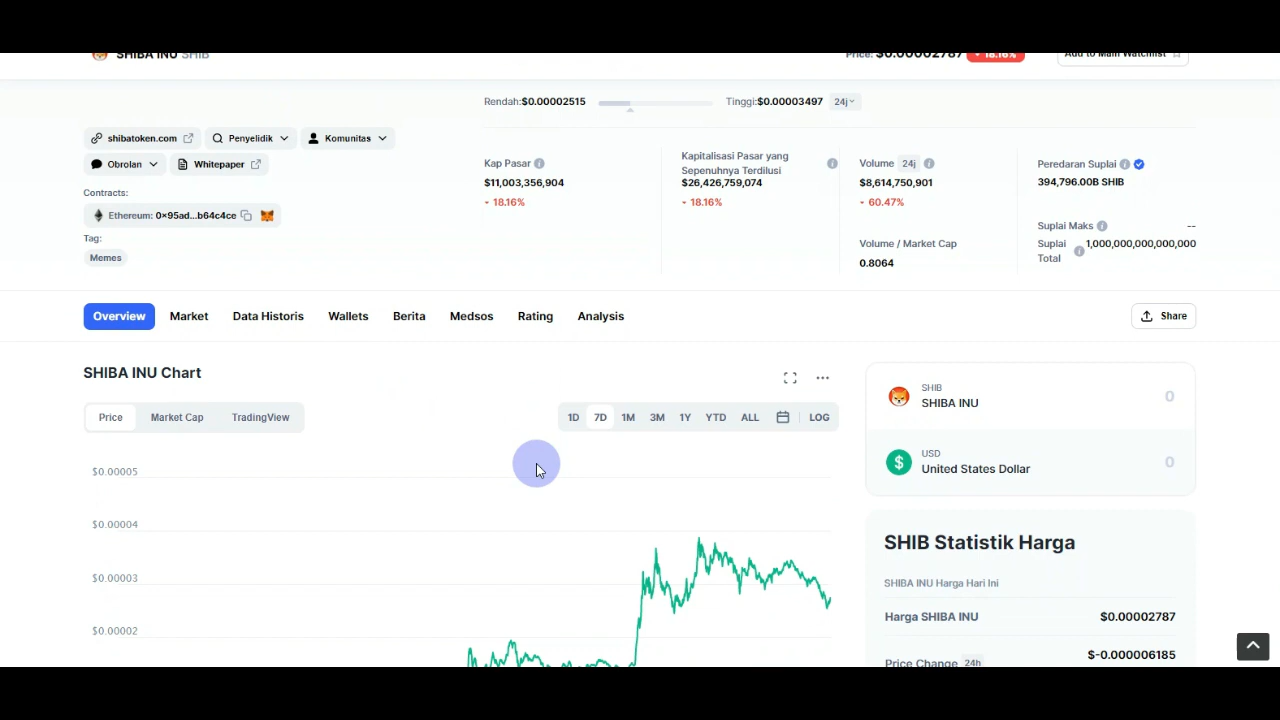 SHIBA INU SHIB
Price: $0.00002787 18.16%
Add to Main Watchlist
Rendah:$0.00002515
Tinggi:$0.00003497
24j
shibatoken.com
Penyelidik
Komunitas
Obrolan
Whitepaper
Contracts:
Ethereum: 0x95ad...b64c4ce
Tag:
Memes
Kap Pasar
$11,003,356,904
18.16%
Kapitalisasi Pasar yang
Sepenuhnya Terdilusi
$26,426,759,074
18.16%
Volume 24j
$8,614,750,901
60.47%
Volume / Market Cap
0.8064
Peredaran Suplai
394,796.00B SHIB
Suplai Maks --
Suplai
Total
1,000,000,000,000,000
Overview
Market
Data Historis
Wallets
Berita
Medsos
Rating
Analysis
Share
SHIBA INU Chart
Price
Market Cap
TradingView
1D
7D
1M
3M
1Y
YTD
ALL
LOG
$0.00005
$0.00004
$0.00003
$0.00002
SHIB
SHIBA INU
0
USD
United States Dollar
0
SHIB Statistik Harga
SHIBA INU Harga Hari Ini
Harga SHIBA INU $0.00002787
Price Change 24h
$-0.000006185